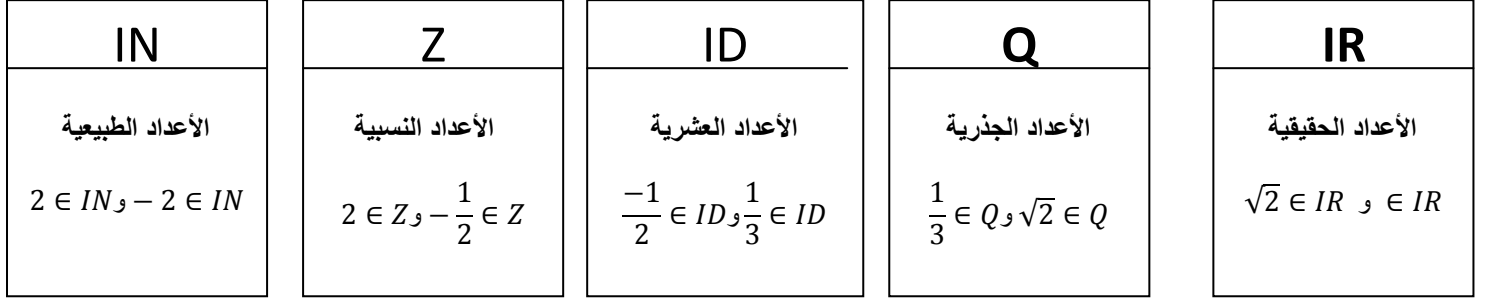 IN
الأعداد الطبيعية
2 ∈ IN و − 2 ∈ IN
Z
الأعداد النسبية
2 ∈ Z و − 1/2 ∈ Z
ID
الأعداد العشرية
−1/2 ∈ ID و 1/3 ∈ ID
Q
الأعداد الجذرية
1/3 ∈ Q و √2 ∈ Q
IR
الأعداد الحقيقية
√2 ∈ IR و ∈ IR